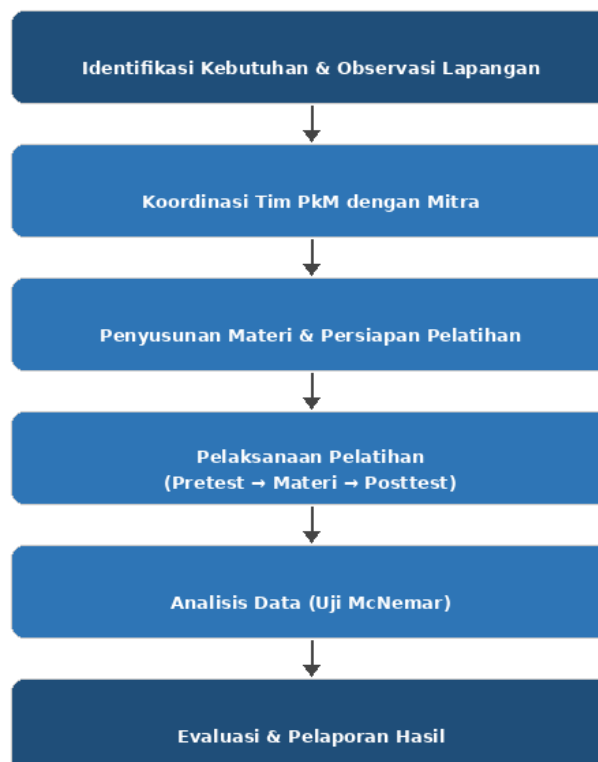 Identifikasi Kebutuhan & Observasi Lapangan
Koordinasi Tim PkM dengan Mitra
Penyusunan Materi & Persiapan Pelatihan
Pelaksanaan Pelatihan
(Pretest → Materi → Posttest)
Analisis Data (Uji McNemar)
Evaluasi & Pelaporan Hasil